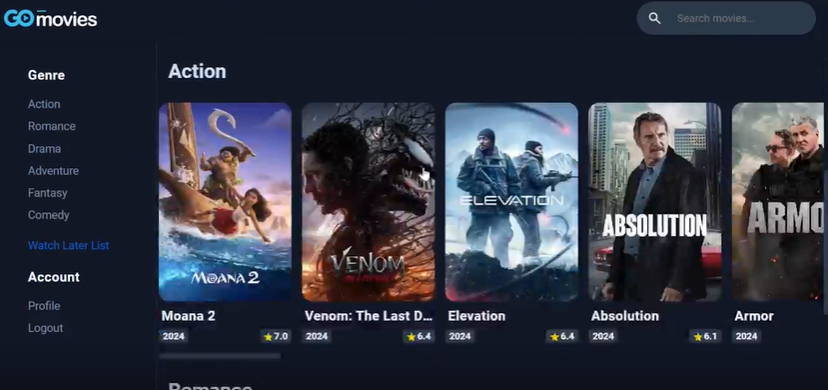 GOmovies
Search movies...
Genre
Action
Romance
Drama
Adventure
Fantasy
Comedy
Watch Later List
Account
Profile
Logout
Action
MOANA 2
VENOM
ELEVATION
ABSOLUTION
ARMO
Moana 2
Venom: The Last D...
Elevation
Absolution
Armor
2024
7.0
2024
6.4
2024
6.4
2024
6.1
2024
Romance